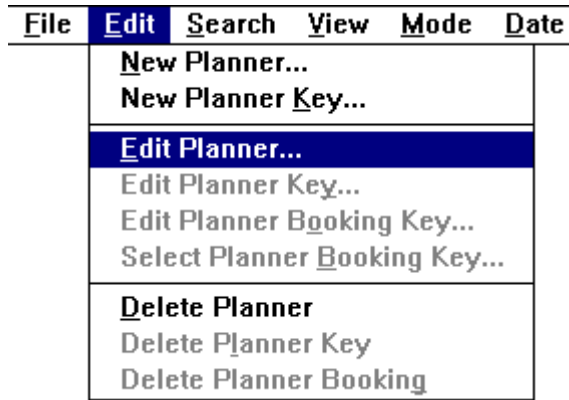 File Edit Search View Mode Date
New Planner...
New Planner Key...
Edit Planner...
Edit Planner Key...
Edit Planner Booking Key...
Select Planner Booking Key...
Delete Planner
Delete Planner Key
Delete Planner Booking